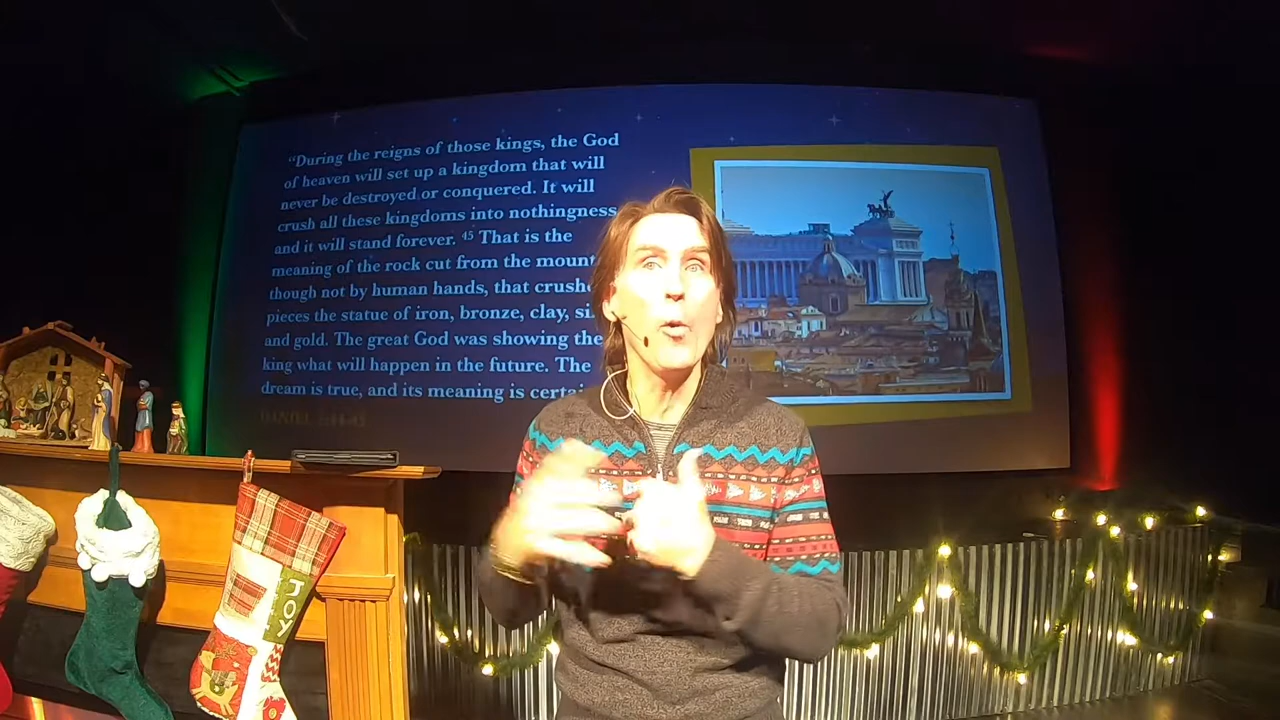 “During the reigns of those kings, the God
of heaven will set up a kingdom that will
never be destroyed or conquered. It will
crush all these kingdoms into nothingness
and it will stand forever. 45 That is the
meaning of the rock cut from the mount
though not by human hands, that crushe
pieces the statue of iron, bronze, clay, si
and gold. The great God was showing the
king what will happen in the future. The
dream is true, and its meaning is certa
JOY